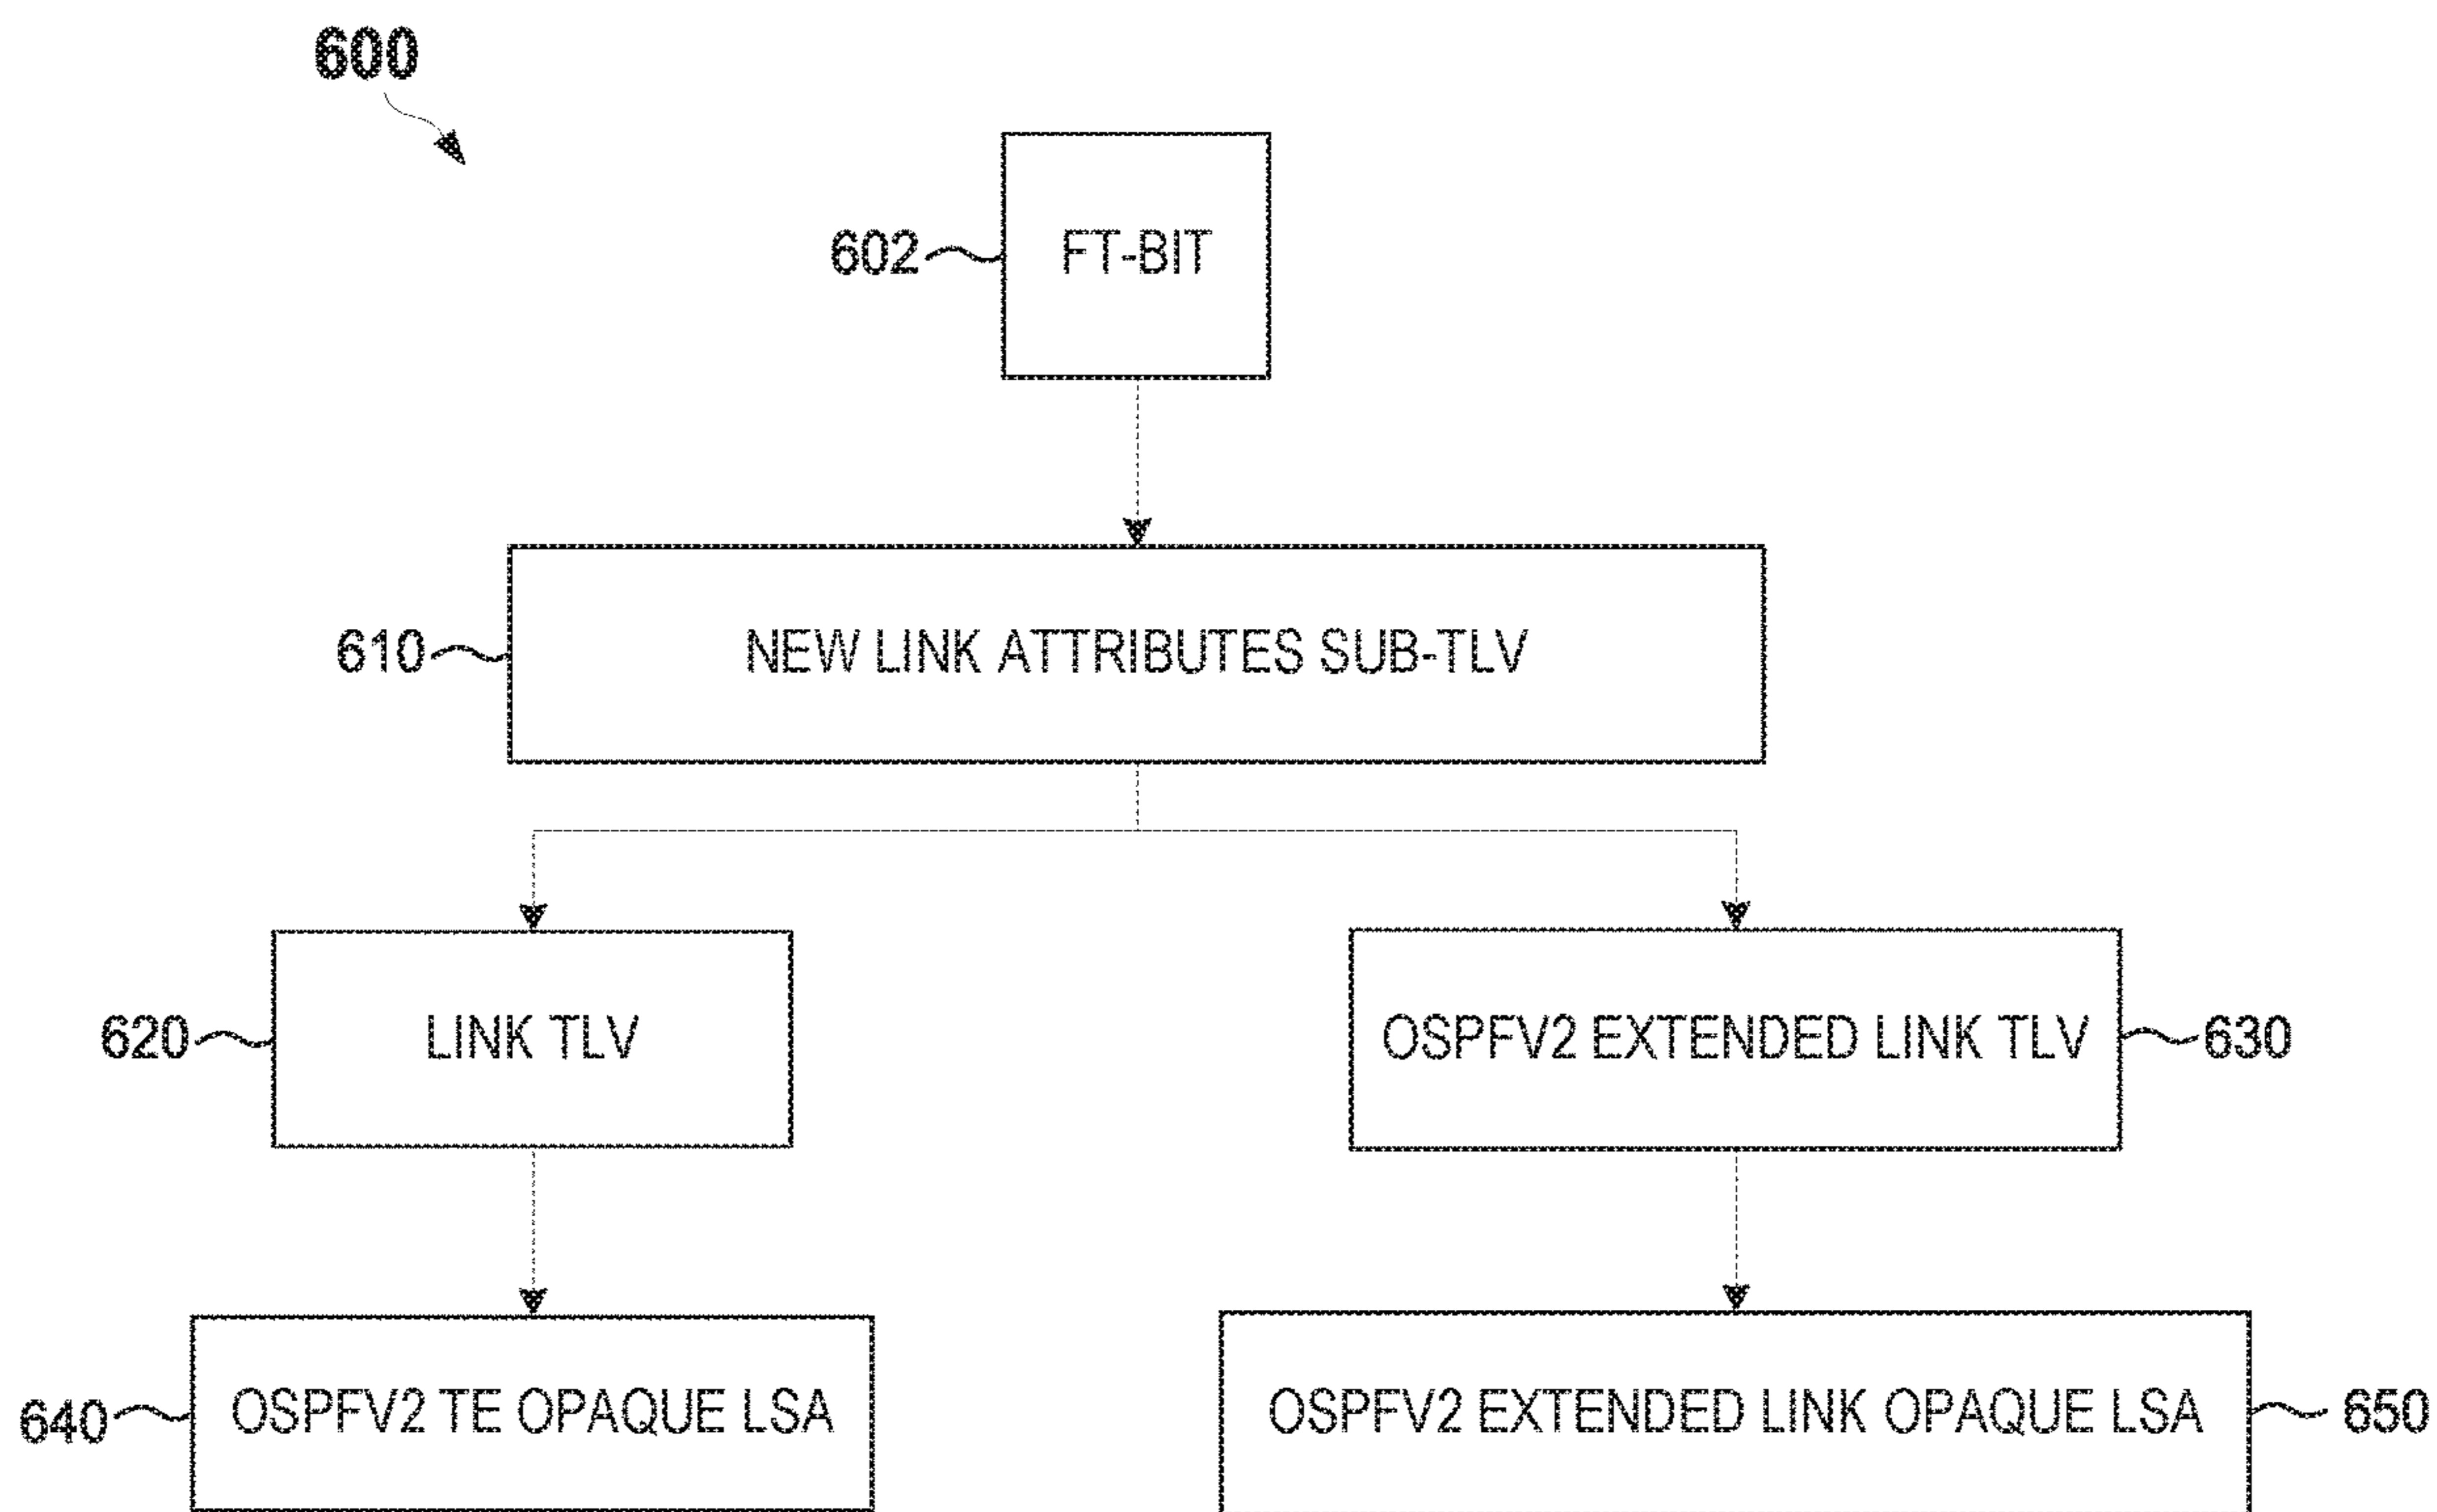 600
602
FT-BIT
610
NEW LINK ATTRIBUTES SUB-TLV
620
LINK TLV
OSPFV2 EXTENDED LINK TLV
630
640
OSPFV2 TE OPAQUE LSA
OSPFV2 EXTENDED LINK OPAQUE LSA
650